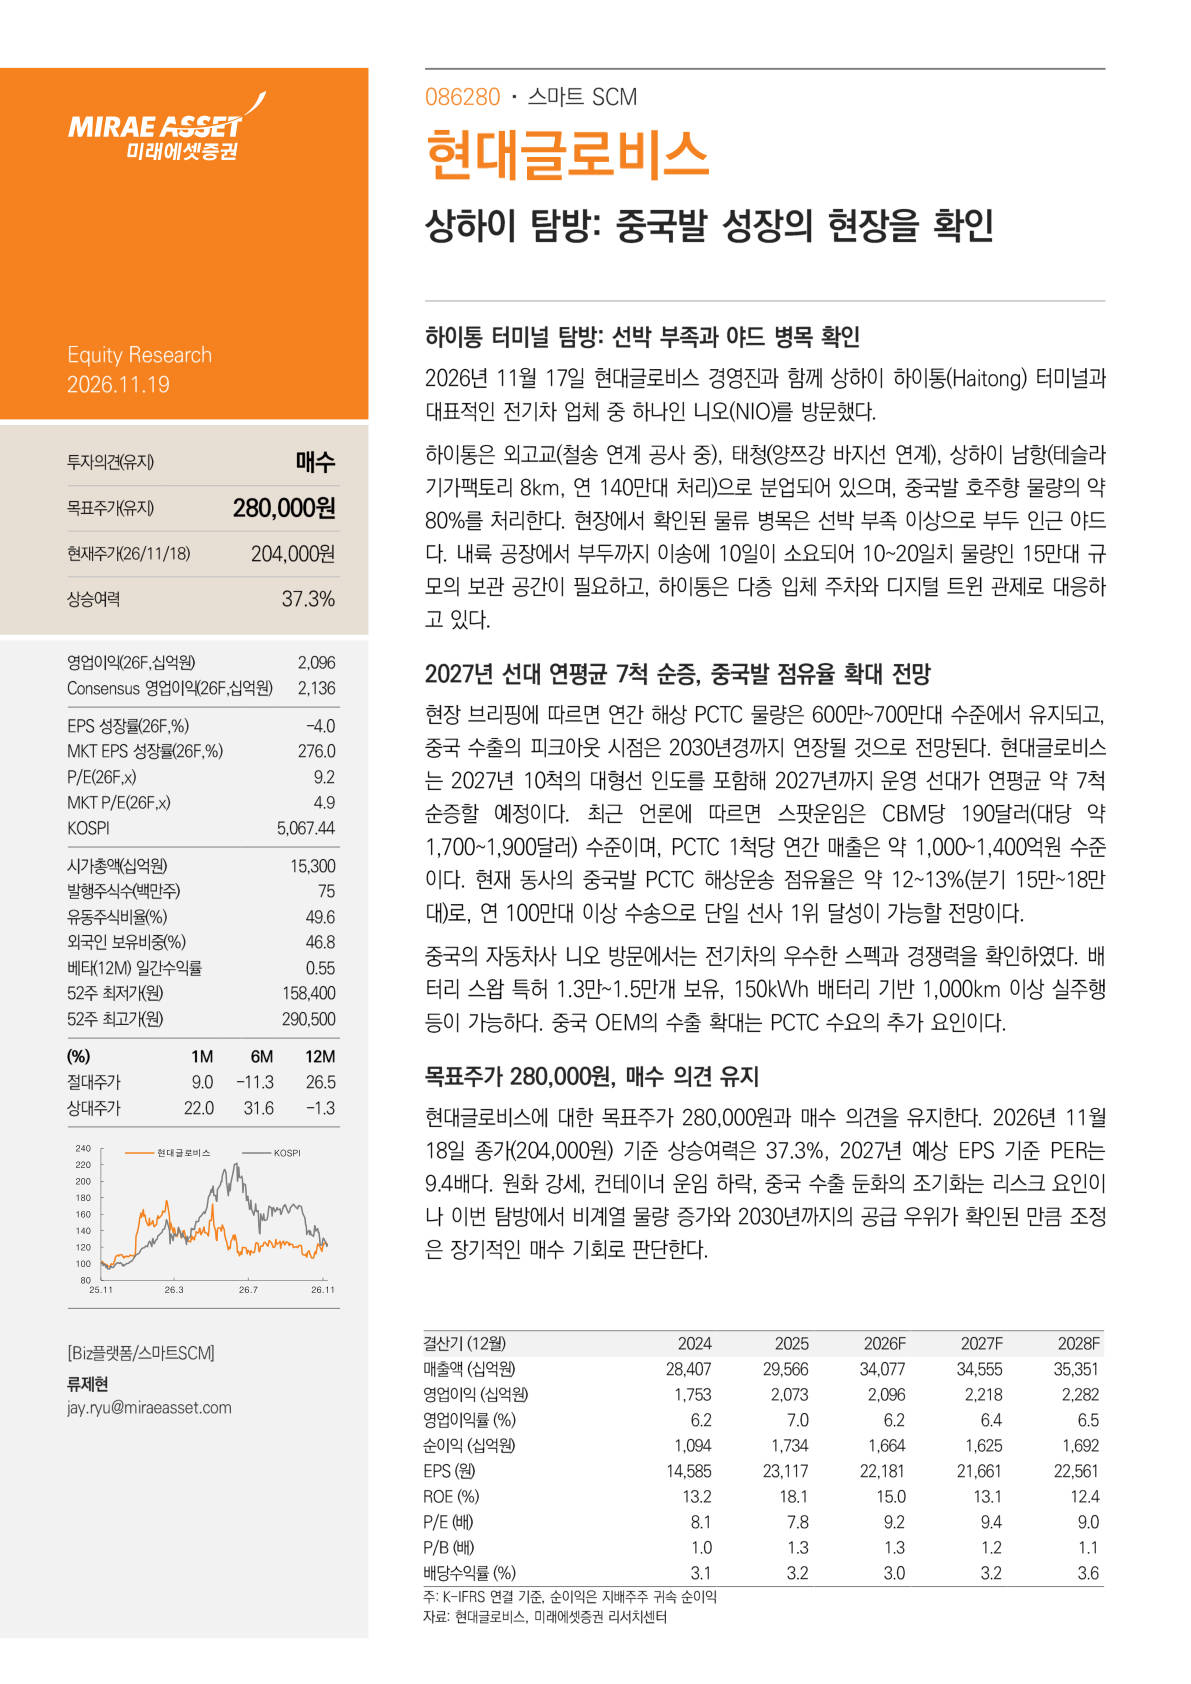 MIRAE ASSET
미래에셋증권
Equity Research
2026.11.19
086280 · 스마트 SCM
현대글로비스
상하이 탐방: 중국발 성장의 현장을 확인
투자의견(유지) 매수
목표주가(유지) 280,000원
현재주가(26/11/18) 204,000원
상승여력 37.3%
영업이익(26F,십억원) 2,096
Consensus 영업이익(26F,십억원) 2,136
EPS 성장률(26F,%) -4.0
MKT EPS 성장률(26F,%) 276.0
P/E(26F,x) 9.2
MKT P/E(26F,x) 4.9
KOSPI 5,067.44
시가총액(십억원) 15,300
발행주식수(백만주) 75
유동주식비율(%) 49.6
외국인 보유비중(%) 46.8
베타(12M) 일간수익률 0.55
52주 최저가(원) 158,400
52주 최고가(원) 290,500
(%) 1M 6M 12M
절대주가 9.0 -11.3 26.5
상대주가 22.0 31.6 -1.3
현대글로비스 KOSPI
240
220
200
180
160
140
120
100
80
25.11 26.3 26.7 26.11
[Biz플랫폼/스마트SCM]
류제현
jay.ryu@miraeasset.com
하이통 터미널 탐방: 선박 부족과 야드 병목 확인
2026년 11월 17일 현대글로비스 경영진과 함께 상하이 하이통(Haitong) 터미널과
대표적인 전기차 업체 중 하나인 니오(NIO)를 방문했다.
하이통은 외고교(철송 연계 공사 중), 태청(양쯔강 바지선 연계), 상하이 남항(테슬라
기가팩토리 8km, 연 140만대 처리)으로 분업되어 있으며, 중국발 호주향 물량의 약
80%를 처리한다. 현장에서 확인된 물류 병목은 선박 부족 이상으로 부두 인근 야드
다. 내륙 공장에서 부두까지 이송에 10일이 소요되어 10~20일치 물량인 15만대 규
모의 보관 공간이 필요하고, 하이통은 다층 입체 주차와 디지털 트윈 관제로 대응하
고 있다.
2027년 선대 연평균 7척 순증, 중국발 점유율 확대 전망
현장 브리핑에 따르면 연간 해상 PCTC 물량은 600만~700만대 수준에서 유지되고,
중국 수출의 피크아웃 시점은 2030년경까지 연장될 것으로 전망된다. 현대글로비스
는 2027년 10척의 대형선 인도를 포함해 2027년까지 운영 선대가 연평균 약 7척
순증할 예정이다. 최근 언론에 따르면 스팟운임은 CBM당 190달러(대당 약
1,700~1,900달러) 수준이며, PCTC 1척당 연간 매출은 약 1,000~1,400억원 수준
이다. 현재 동사의 중국발 PCTC 해상운송 점유율은 약 12~13%(분기 15만~18만
대)로, 연 100만대 이상 수송으로 단일 선사 1위 달성이 가능할 전망이다.
중국의 자동차사 니오 방문에서는 전기차의 우수한 스펙과 경쟁력을 확인하였다. 배
터리 스왑 특허 1.3만~1.5만개 보유, 150kWh 배터리 기반 1,000km 이상 실주행
등이 가능하다. 중국 OEM의 수출 확대는 PCTC 수요의 추가 요인이다.
목표주가 280,000원, 매수 의견 유지
현대글로비스에 대한 목표주가 280,000원과 매수 의견을 유지한다. 2026년 11월
18일 종가(204,000원) 기준 상승여력은 37.3%, 2027년 예상 EPS 기준 PER는
9.4배다. 원화 강세, 컨테이너 운임 하락, 중국 수출 둔화의 조기화는 리스크 요인이
나 이번 탐방에서 비계열 물량 증가와 2030년까지의 공급 우위가 확인된 만큼 조정
은 장기적인 매수 기회로 판단한다.
결산기 (12월) 2024 2025 2026F 2027F 2028F
매출액 (십억원) 28,407 29,566 34,077 34,555 35,351
영업이익 (십억원) 1,753 2,073 2,096 2,218 2,282
영업이익률 (%) 6.2 7.0 6.2 6.4 6.5
순이익 (십억원) 1,094 1,734 1,664 1,625 1,692
EPS (원) 14,585 23,117 22,181 21,661 22,561
ROE (%) 13.2 18.1 15.0 13.1 12.4
P/E (배) 8.1 7.8 9.2 9.4 9.0
P/B (배) 1.0 1.3 1.3 1.2 1.1
배당수익률 (%) 3.1 3.2 3.0 3.2 3.6
주: K-IFRS 연결 기준, 순이익은 지배주주 귀속 순이익
자료: 현대글로비스, 미래에셋증권 리서치센터